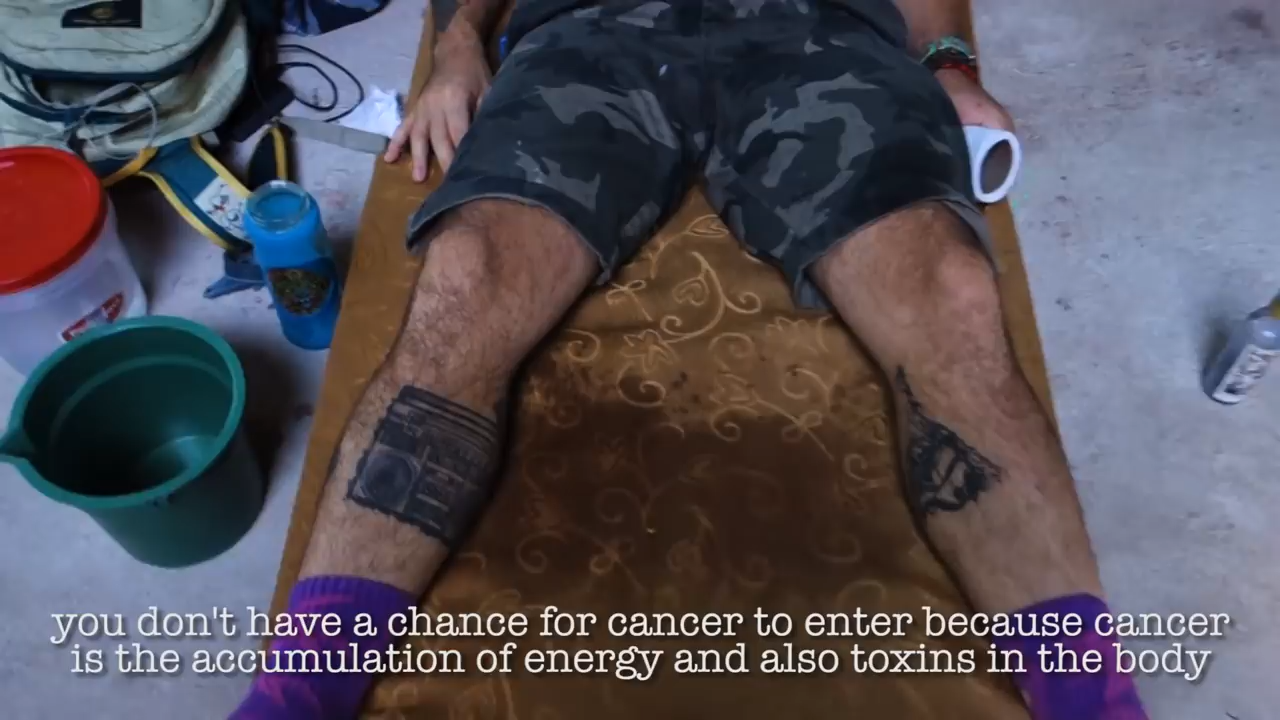 you don't have a chance for cancer to enter because cancer
is the accumulation of energy and also toxins in the body